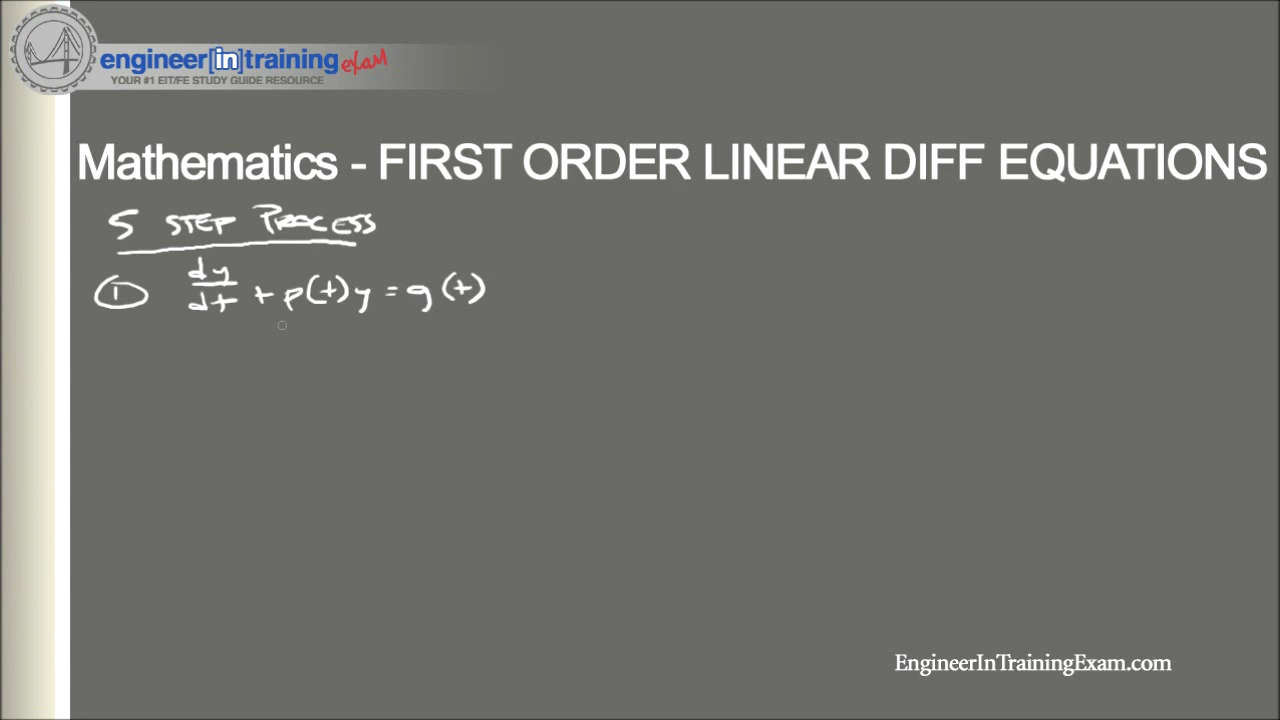 engineer[in]training exam
YOUR #1 EIT/FE STUDY GUIDE RESOURCE
Mathematics - FIRST ORDER LINEAR DIFF EQUATIONS
5 STEP PROCESS
① dy/dt + p(t)y = g(t)
EngineerInTrainingExam.com